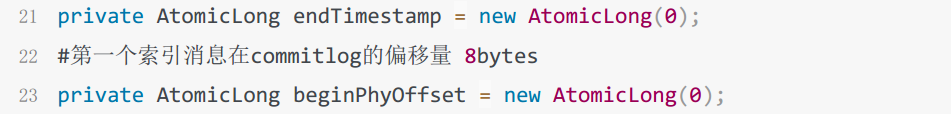 21 private AtomicLong endTimestamp = new AtomicLong(0);
22 #第一个索引消息在commitlog的偏移量 8bytes
23 private AtomicLong beginPhyOffset = new AtomicLong(0);